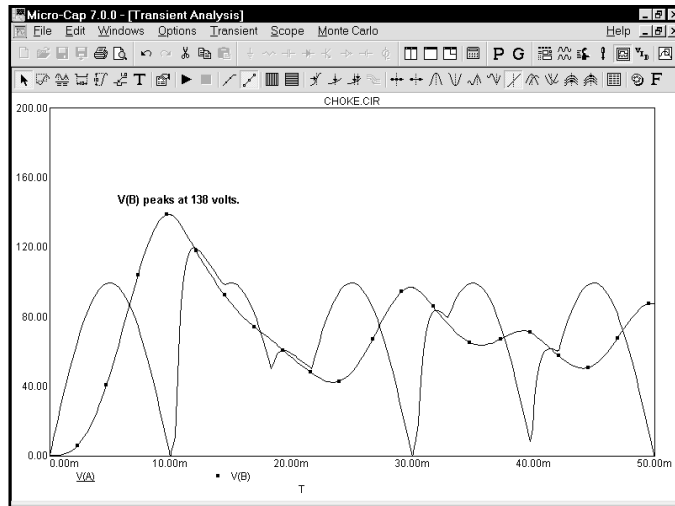 Micro-Cap 7.0.0 - [Transient Analysis]
File Edit Windows Options Transient Scope Monte Carlo Help
P G
T F
CHOKE.CIR
200.00
160.00
V(B) peaks at 138 volts.
120.00
80.00
40.00
0.00
0.00m 10.00m 20.00m 30.00m 40.00m 50.00m
V(A) V(B)
T